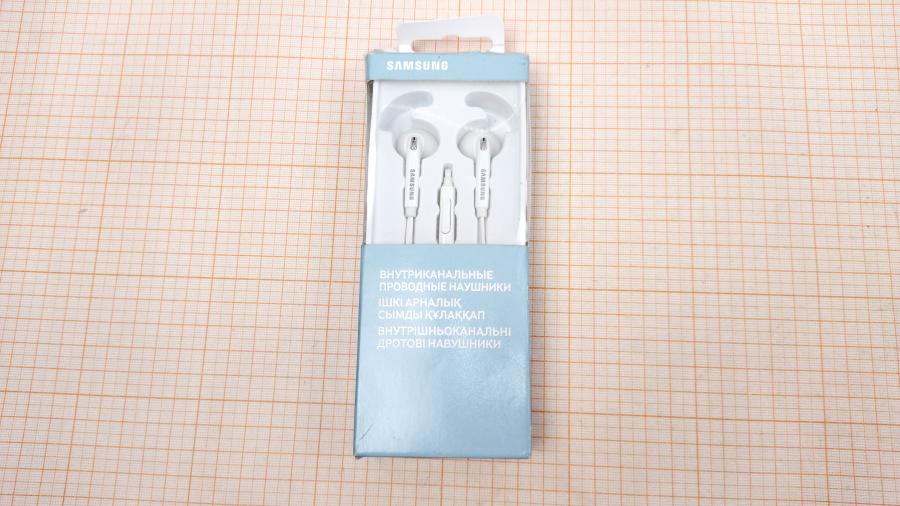 SAMSUNG
SAMSUNG
SAMSUNG
ВНУТРИКАНАЛЬНЫЕ
ПРОВОДНЫЕ НАУШНИКИ
ІШКІ АРНАЛЫҚ
СЫМДЫ ҚҰЛАҚҚАП
ВНУТРІШНЬОКАНАЛЬНІ
ДРОТОВІ НАВУШНИКИ